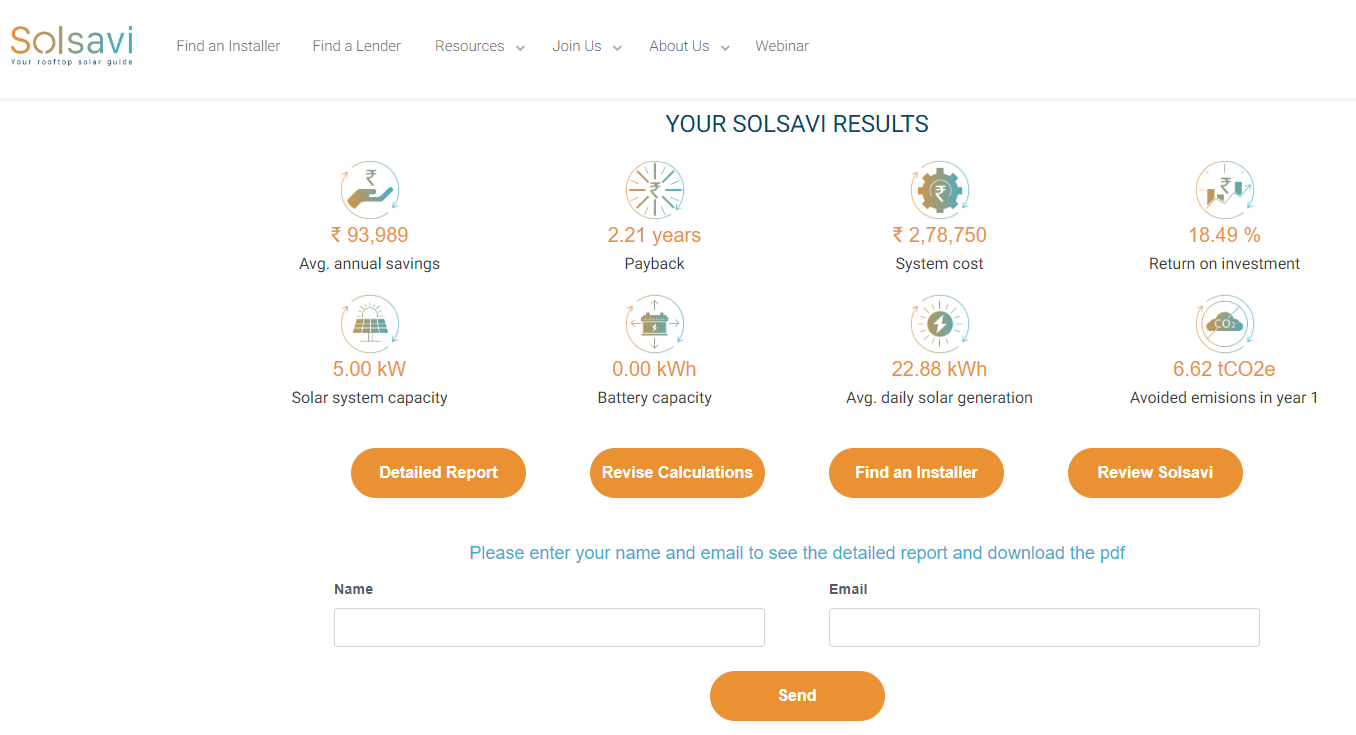 Solsavi
Your rooftop solar guide
Find an Installer Find a Lender Resources Join Us About Us Webinar
YOUR SOLSAVI RESULTS
₹ ₹ ₹ ₹
₹ 93,989 2.21 years ₹ 2,78,750 18.49 %
Avg. annual savings Payback System cost Return on investment
CO₂
5.00 kW 0.00 kWh 22.88 kWh 6.62 tCO2e
Solar system capacity Battery capacity Avg. daily solar generation Avoided emisions in year 1
Detailed Report Revise Calculations Find an Installer Review Solsavi
Please enter your name and email to see the detailed report and download the pdf
Name Email
Send